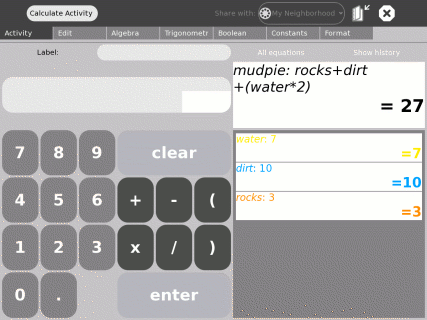 Calculate Activity
Share with: My Neighborhood
Activity Edit Algebra Trigonometr Boolean Constants Format
Label:
All equations Show history
mudpie: rocks+dirt
+(water*2)
= 27
water: 7
=7
dirt: 10
=10
rocks: 3
=3
7 8 9 clear
4 5 6 + - (
1 2 3 x / )
0 . enter